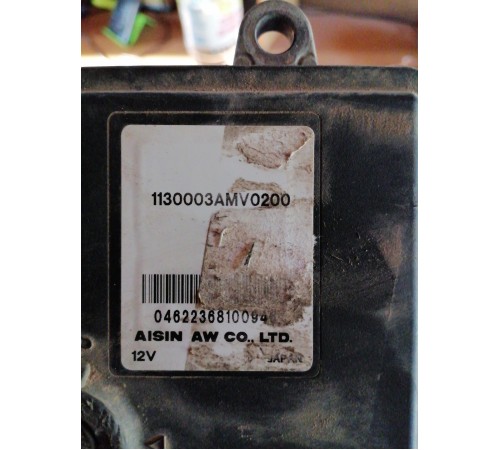 1130003AMV0200
0462236810094
AISIN AW CO., LTD.
12V
JAPAN